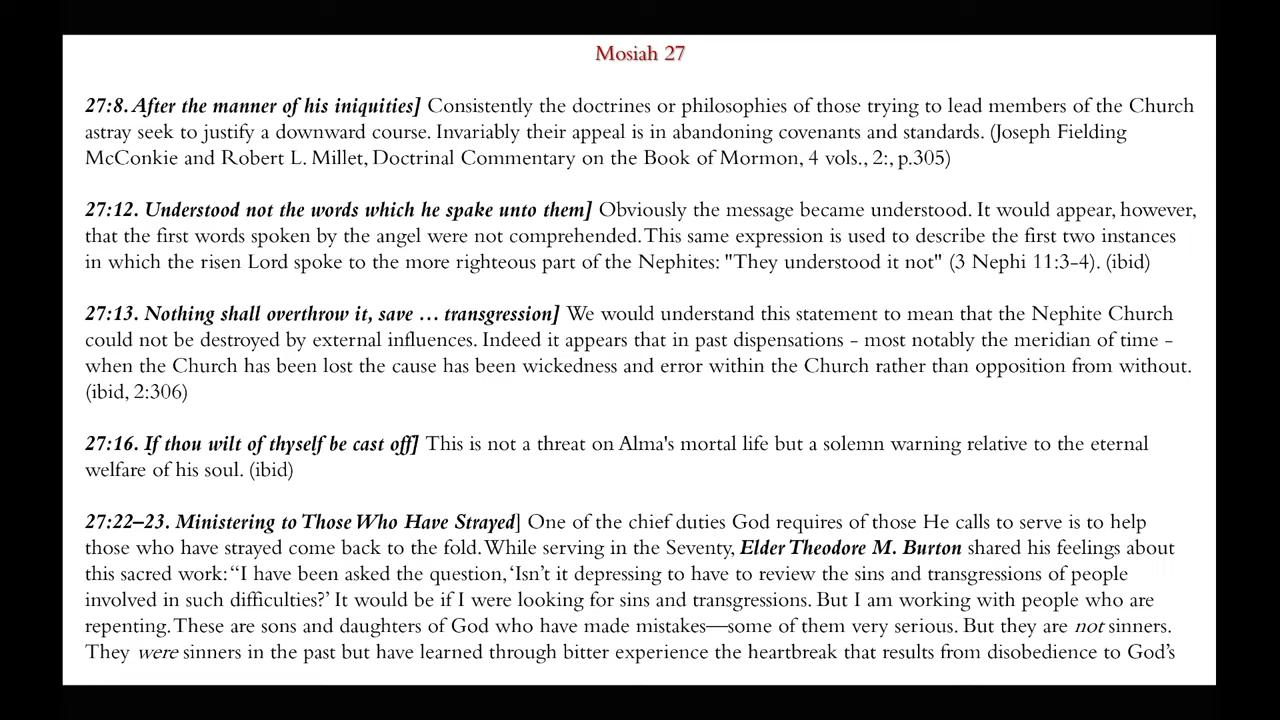 Mosiah 27
27:8. After the manner of his iniquities] Consistently the doctrines or philosophies of those trying to lead members of the Church
astray seek to justify a downward course. Invariably their appeal is in abandoning covenants and standards. (Joseph Fielding
McConkie and Robert L. Millet, Doctrinal Commentary on the Book of Mormon, 4 vols., 2:, p.305)
27:12. Understood not the words which he spake unto them] Obviously the message became understood. It would appear, however,
that the first words spoken by the angel were not comprehended. This same expression is used to describe the first two instances
in which the risen Lord spoke to the more righteous part of the Nephites: "They understood it not" (3 Nephi 11:3-4). (ibid)
27:13. Nothing shall overthrow it, save … transgression] We would understand this statement to mean that the Nephite Church
could not be destroyed by external influences. Indeed it appears that in past dispensations - most notably the meridian of time -
when the Church has been lost the cause has been wickedness and error within the Church rather than opposition from without.
(ibid, 2:306)
27:16. If thou wilt of thyself be cast off] This is not a threat on Alma's mortal life but a solemn warning relative to the eternal
welfare of his soul. (ibid)
27:22–23. Ministering to Those Who Have Strayed] One of the chief duties God requires of those He calls to serve is to help
those who have strayed come back to the fold. While serving in the Seventy, Elder Theodore M. Burton shared his feelings about
this sacred work: “I have been asked the question, ‘Isn’t it depressing to have to review the sins and transgressions of people
involved in such difficulties?’ It would be if I were looking for sins and transgressions. But I am working with people who are
repenting. These are sons and daughters of God who have made mistakes—some of them very serious. But they are not sinners.
They were sinners in the past but have learned through bitter experience the heartbreak that results from disobedience to God’s